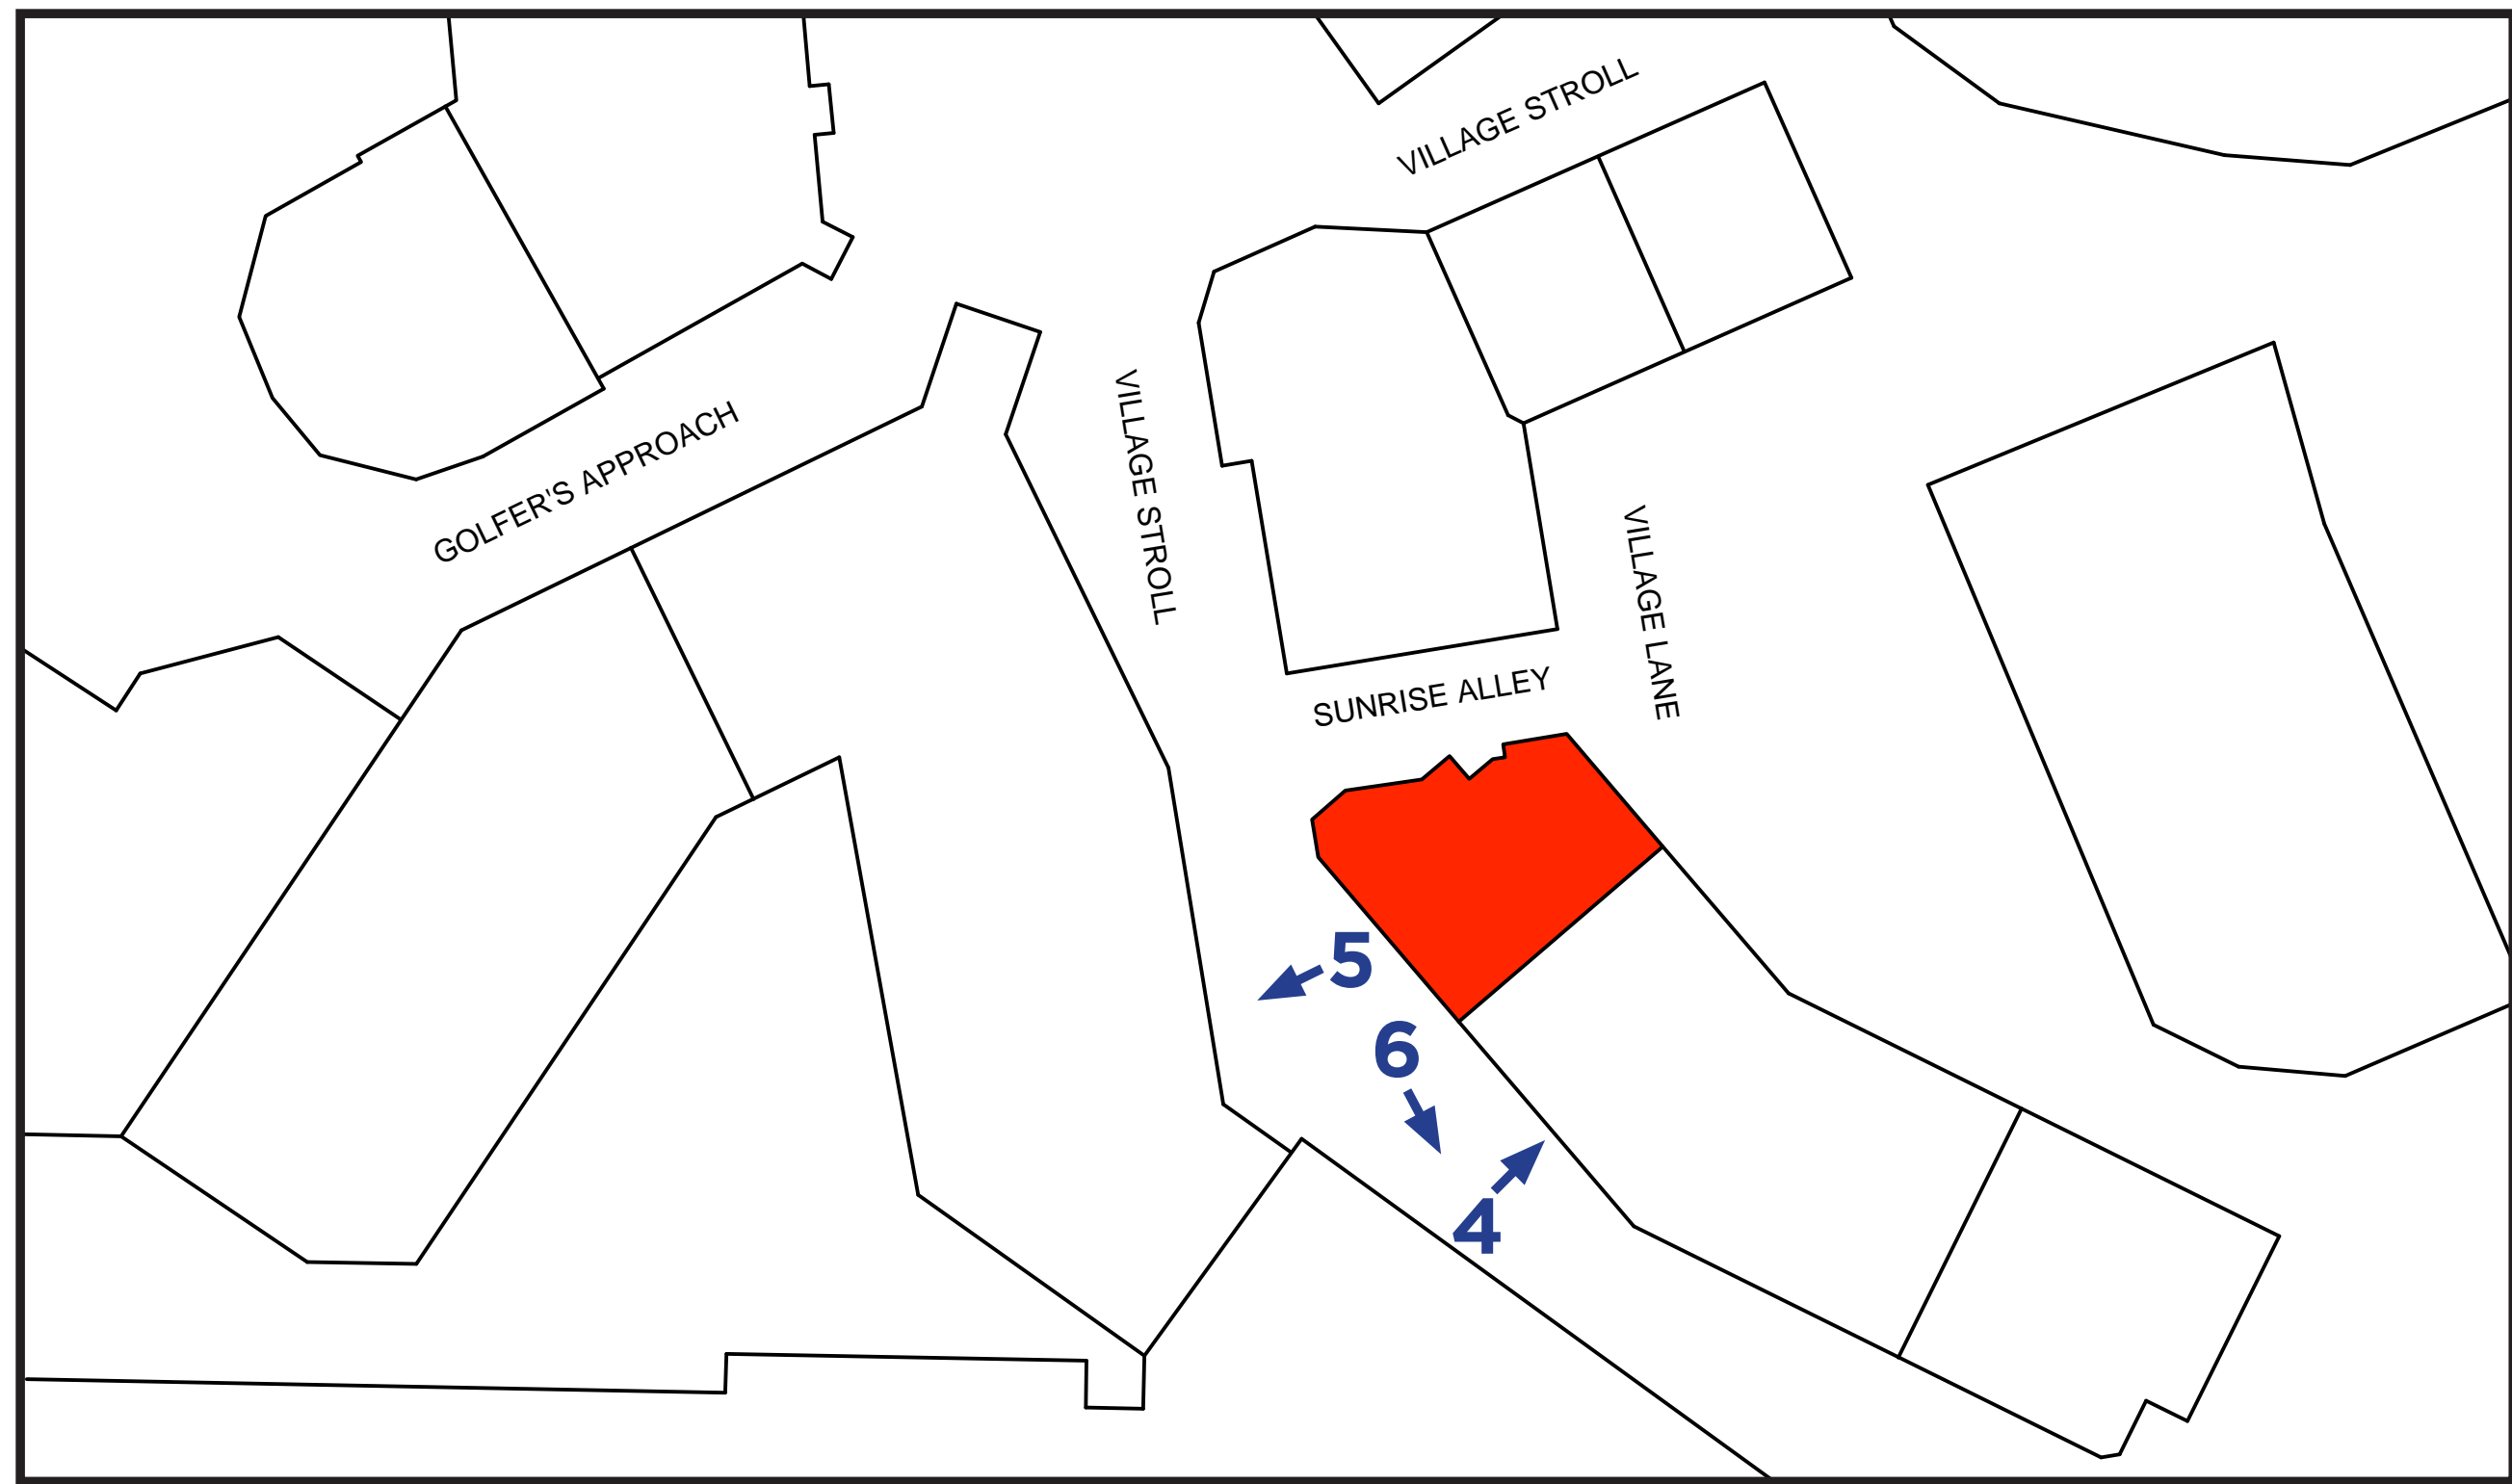 VILLAGE STROLL
GOLFER'S APPROACH
VILLAGE STROLL
VILLAGE LANE
SUNRISE ALLEY
5
6
4